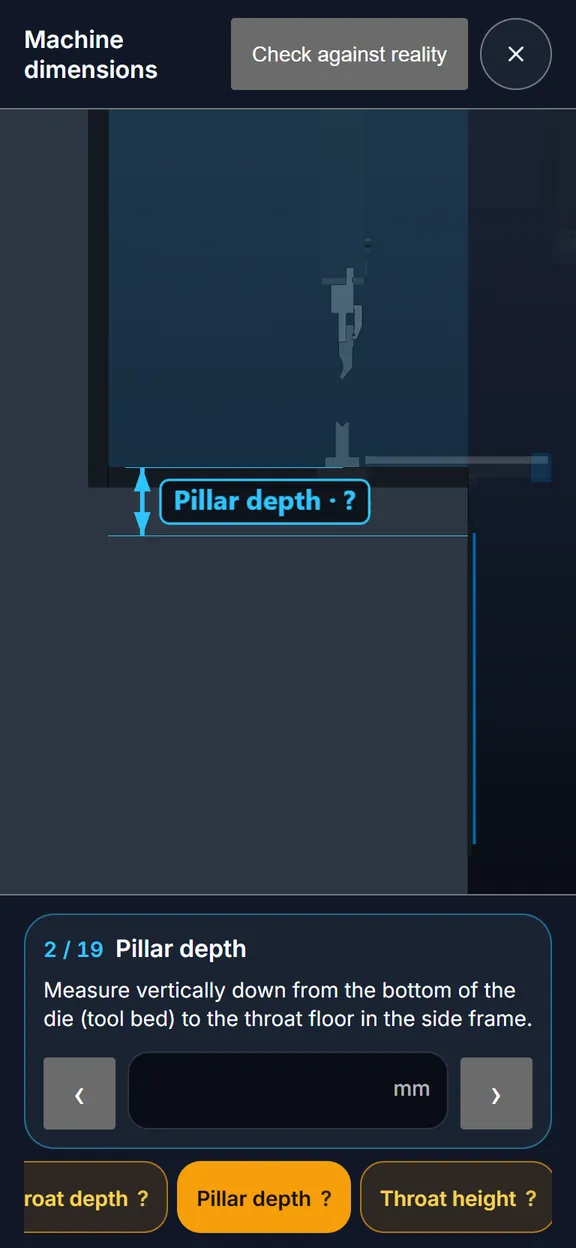 Machine
dimensions
Check against reality
Pillar depth · ?
2 / 19 Pillar depth
Measure vertically down from the bottom of the
die (tool bed) to the throat floor in the side frame.
mm
roat depth ?
Pillar depth ?
Throat height ?